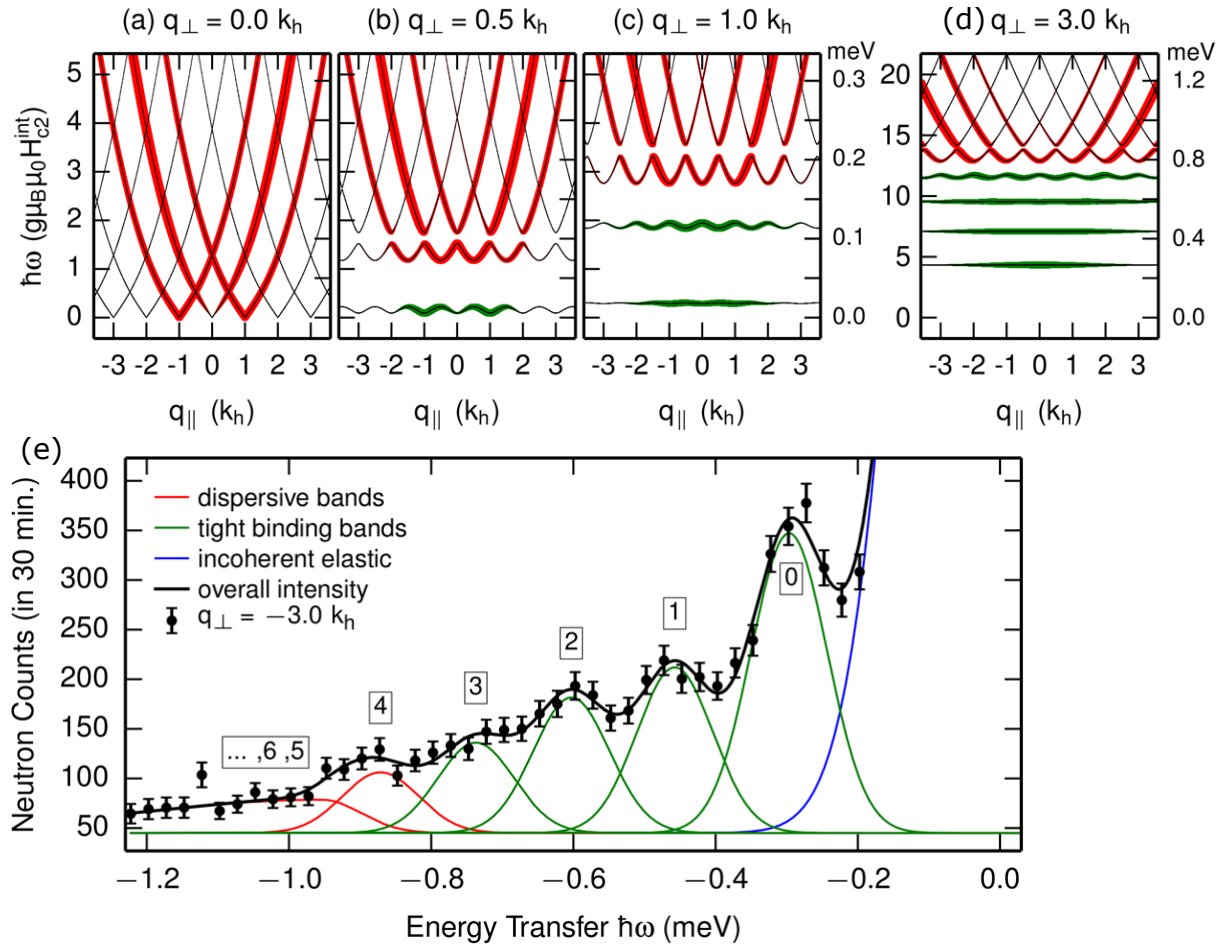 (a) q⊥ = 0.0 kh
(b) q⊥ = 0.5 kh
(c) q⊥ = 1.0 kh
(d) q⊥ = 3.0 kh
ħω (gμBμ0Hc2int)
5
4
3
2
1
0
-3 -2 -1 0 1 2 3
q|| (kh)
-3 -2 -1 0 1 2 3
q|| (kh)
meV
0.3
0.2
0.1
0.0
-3 -2 -1 0 1 2 3
q|| (kh)
20
15
10
5
0
meV
1.2
0.8
0.4
0.0
-3 -2 -1 0 1 2 3
q|| (kh)
(e)
Neutron Counts (in 30 min.)
400
350
300
250
200
150
100
50
dispersive bands
tight binding bands
incoherent elastic
overall intensity
q⊥ = −3.0 kh
... ,6 ,5
4
3
2
1
0
−1.2 −1.0 −0.8 −0.6 −0.4 −0.2 0.0
Energy Transfer ħω (meV)